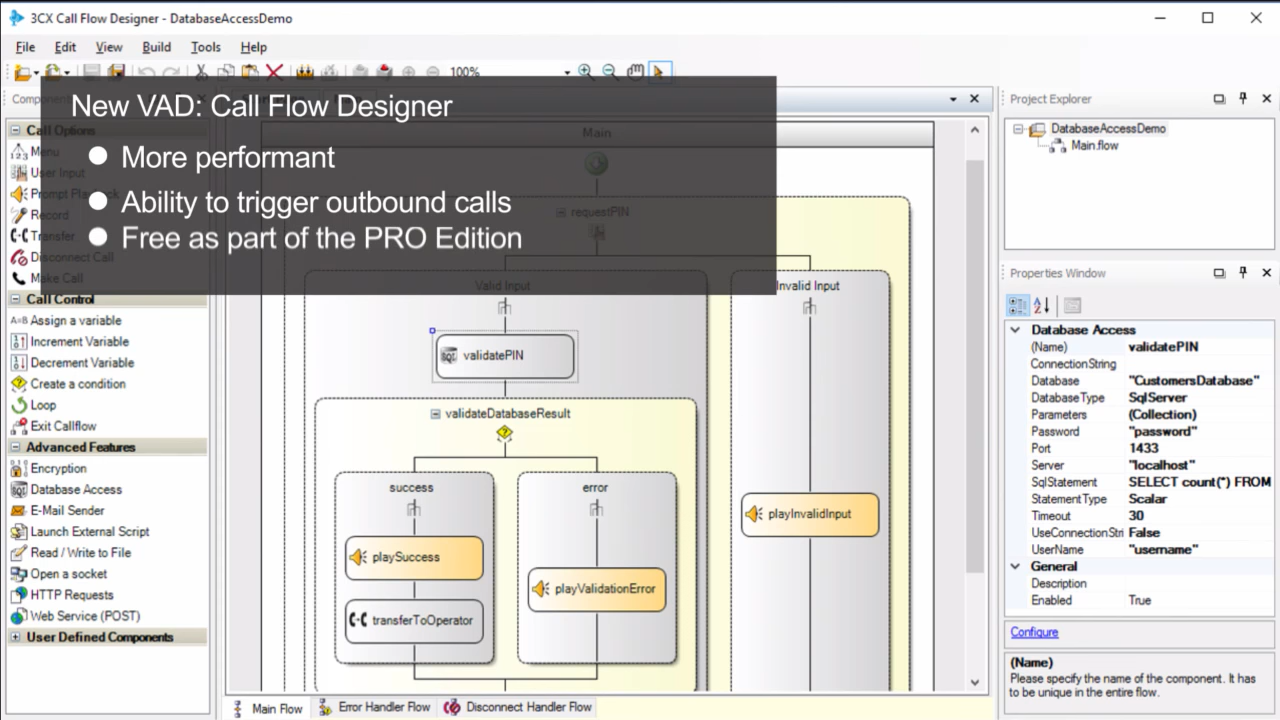 3CX Call Flow Designer - DatabaseAccessDemo
File Edit View Build Tools Help
100%
New VAD: Call Flow Designer
More performant
Ability to trigger outbound calls
Free as part of the PRO Edition
Call Options
Menu
User Input
Prompt Playback
Record
Transfer
Disconnect Call
Make Call
Call Control
A=B Assign a variable
Increment Variable
Decrement Variable
Create a condition
Loop
Exit Callflow
Advanced Features
Encryption
Database Access
E-Mail Sender
Launch External Script
Read / Write to File
Open a socket
HTTP Requests
Web Service (POST)
User Defined Components
Main
requestPIN
Valid Input
Invalid Input
SQL validatePIN
validateDatabaseResult
success
error
playSuccess
transferToOperator
playValidationError
playInvalidInput
Main Flow Error Handler Flow Disconnect Handler Flow
Project Explorer
DatabaseAccessDemo
Main.flow
Properties Window
Database Access
(Name) validatePIN
ConnectionString
Database "CustomersDatabase"
DatabaseType SqlServer
Parameters (Collection)
Password "password"
Port 1433
Server "localhost"
SqlStatement SELECT count(*) FROM
StatementType Scalar
Timeout 30
UseConnectionStri False
UserName "username"
General
Description
Enabled True
Configure
(Name)
Please specify the name of the component. It has
to be unique in the entire flow.